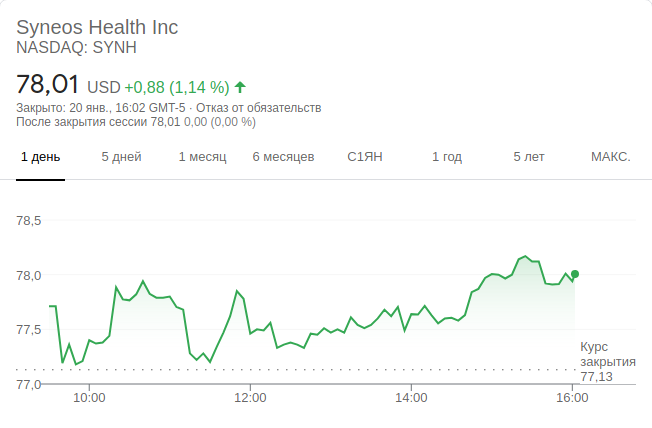 Syneos Health Inc
NASDAQ: SYNH
78,01 USD +0,88 (1,14 %)
Закрыто: 20 янв., 16:02 GMT-5 · Отказ от обязательств
После закрытия сессии 78,01 0,00 (0,00 %)
1 день 5 дней 1 месяц 6 месяцев С1ЯН 1 год 5 лет МАКС.
78,5
78,0
77,5
Курс
закрытия
77,13
77,0
10:00 12:00 14:00 16:00